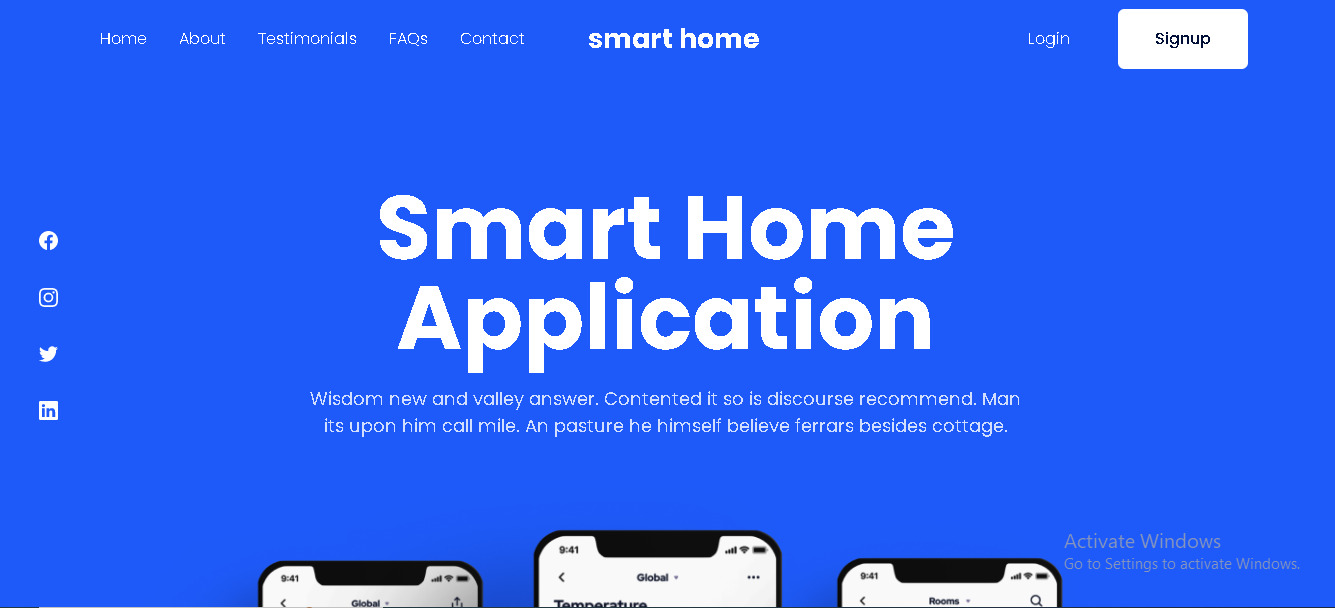 Home About Testimonials FAQs Contact smart home Login Signup
Smart Home
Application
Wisdom new and valley answer. Contented it so is discourse recommend. Man
its upon him call mile. An pasture he himself believe ferrars besides cottage.
Activate Windows
Go to Settings to activate Windows.
9:41
Global
9:41
Global
Temperature
9:41
Rooms